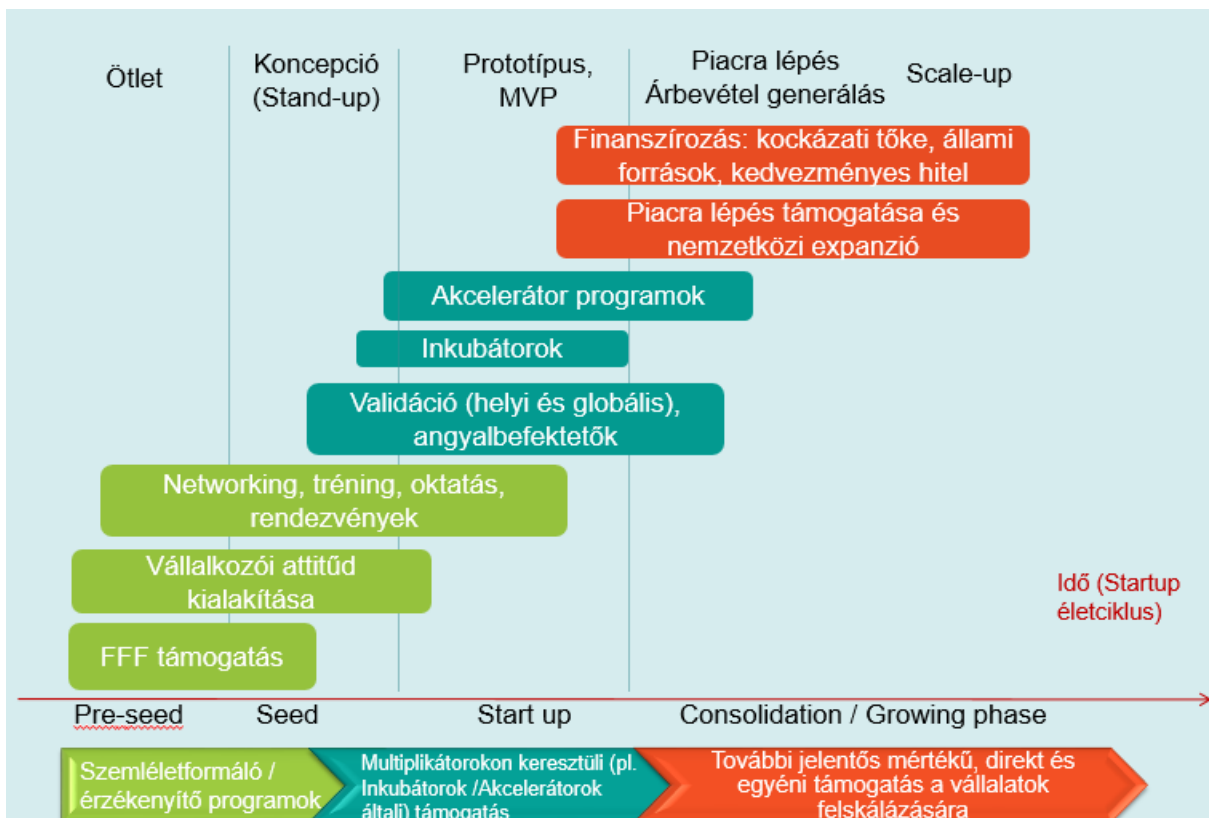 Ötlet
Koncepció
(Stand-up)
Prototípus,
MVP
Piacra lépés
Árbevétel generálás
Scale-up
Finanszírozás: kockázati tőke, állami
források, kedvezményes hitel
Piacra lépés támogatása és
nemzetközi expanzió
Akcelerátor programok
Inkubátorok
Validáció (helyi és globális),
angyalbefektetők
Networking, tréning, oktatás,
rendezvények
Vállalkozói attitűd
kialakítása
FFF támogatás
Idő (Startup
életciklus)
Pre-seed
Seed
Start up
Consolidation / Growing phase
Szemléletformáló /
érzékenyítő programok
Multiplikátorokon keresztüli (pl.
Inkubátorok /Akcelerátorok
általi) támogatás
További jelentős mértékű, direkt és
egyéni támogatás a vállalatok
felskálázására